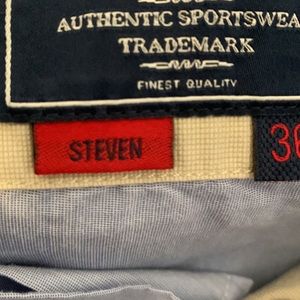 AUTHENTIC SPORTSWEA
TRADEMARK
FINEST QUALITY
STEVEN
36